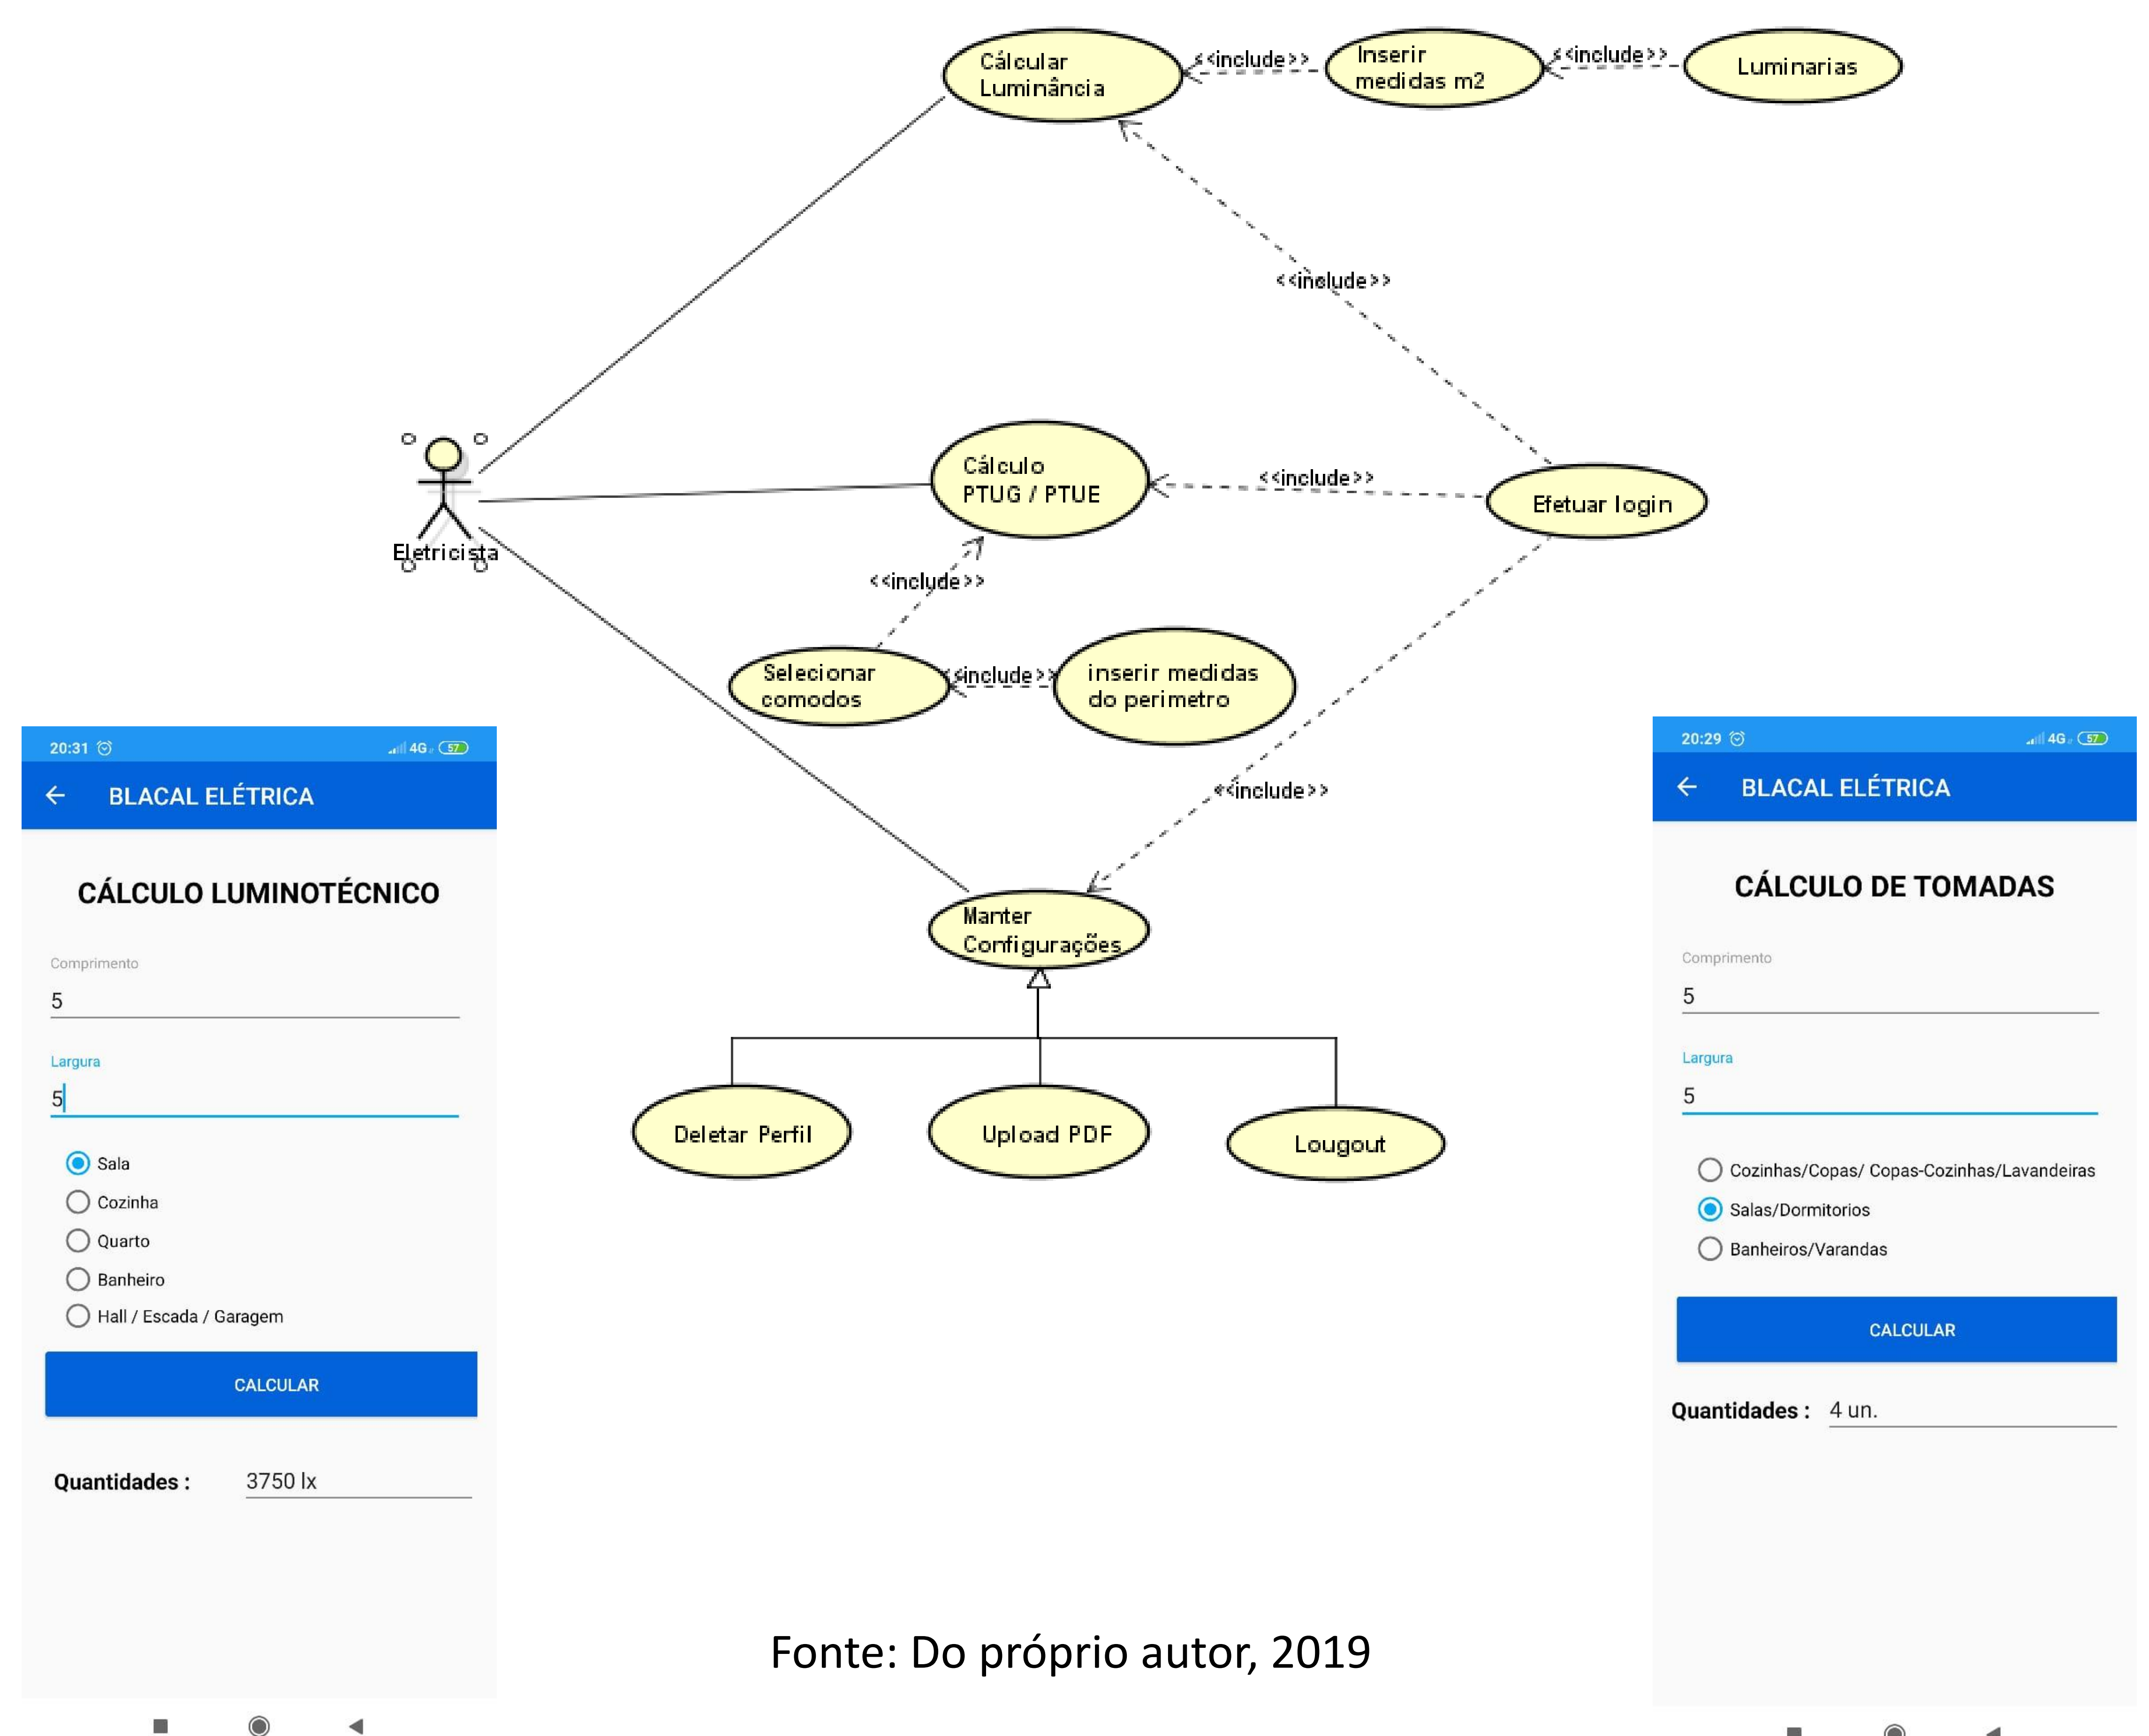 Cálcular
Luminância
<<include>>
Inserir
medidas m2
<<include>>
Luminarias
<<include>>
Eletricista
Cálculo
PTUG / PTUE
<<include>>
Efetuar login
<<include>>
Selecionar
comodos
<<include>>
inserir medidas
do perimetro
<<include>>
Manter
Configurações
Deletar Perfil
Upload PDF
Lougout
20:31
4G
57
BLACAL ELÉTRICA
CÁLCULO LUMINOTÉCNICO
Comprimento
5
Largura
5
Sala
Cozinha
Quarto
Banheiro
Hall / Escada / Garagem
CALCULAR
Quantidades : 3750 lx
20:29
4G
57
BLACAL ELÉTRICA
CÁLCULO DE TOMADAS
Comprimento
5
Largura
5
Cozinhas/Copas/ Copas-Cozinhas/Lavandeiras
Salas/Dormitorios
Banheiros/Varandas
CALCULAR
Quantidades : 4 un.
Fonte: Do próprio autor, 2019